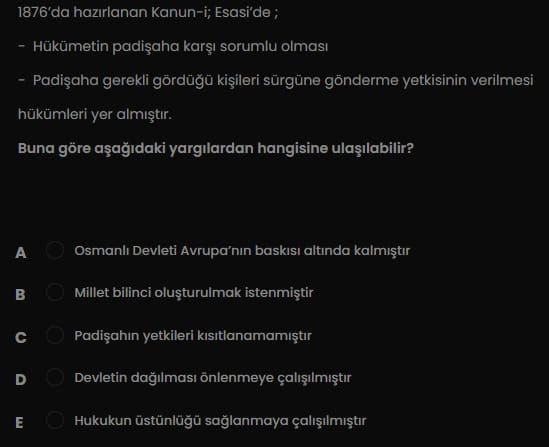 1876’da hazırlanan Kanun-i; Esasi’de ;
- Hükümetin padişaha karşı sorumlu olması
- Padişaha gerekli gördüğü kişileri sürgüne gönderme yetkisinin verilmesi
hükümleri yer almıştır.
Buna göre aşağıdaki yargılardan hangisine ulaşılabilir?
A Osmanlı Devleti Avrupa’nın baskısı altında kalmıştır
B Millet bilinci oluşturulmak istenmiştir
C Padişahın yetkileri kısıtlanamamıştır
D Devletin dağılması önlenmeye çalışılmıştır
E Hukukun üstünlüğü sağlanmaya çalışılmıştır